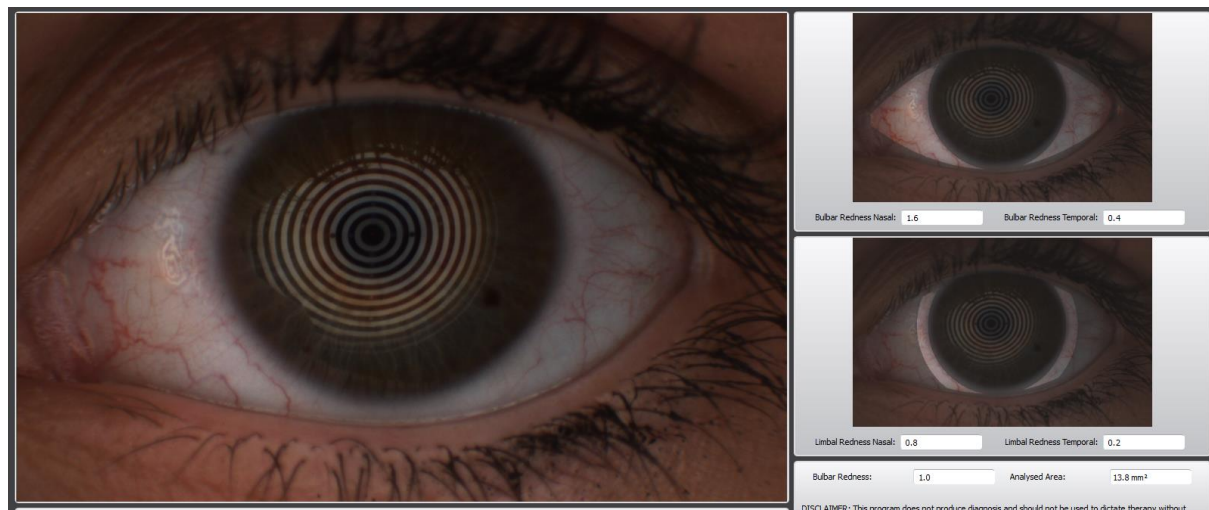 Bulbar Redness Nasal: 1.6 Bulbar Redness Temporal: 0.4
Limbal Redness Nasal: 0.8 Limbal Redness Temporal: 0.2
Bulbar Redness: 1.0 Analysed Area: 13.8 mm²
DISCLAIMER: This program does not produce diagnosis and should not be used to dictate therapy without